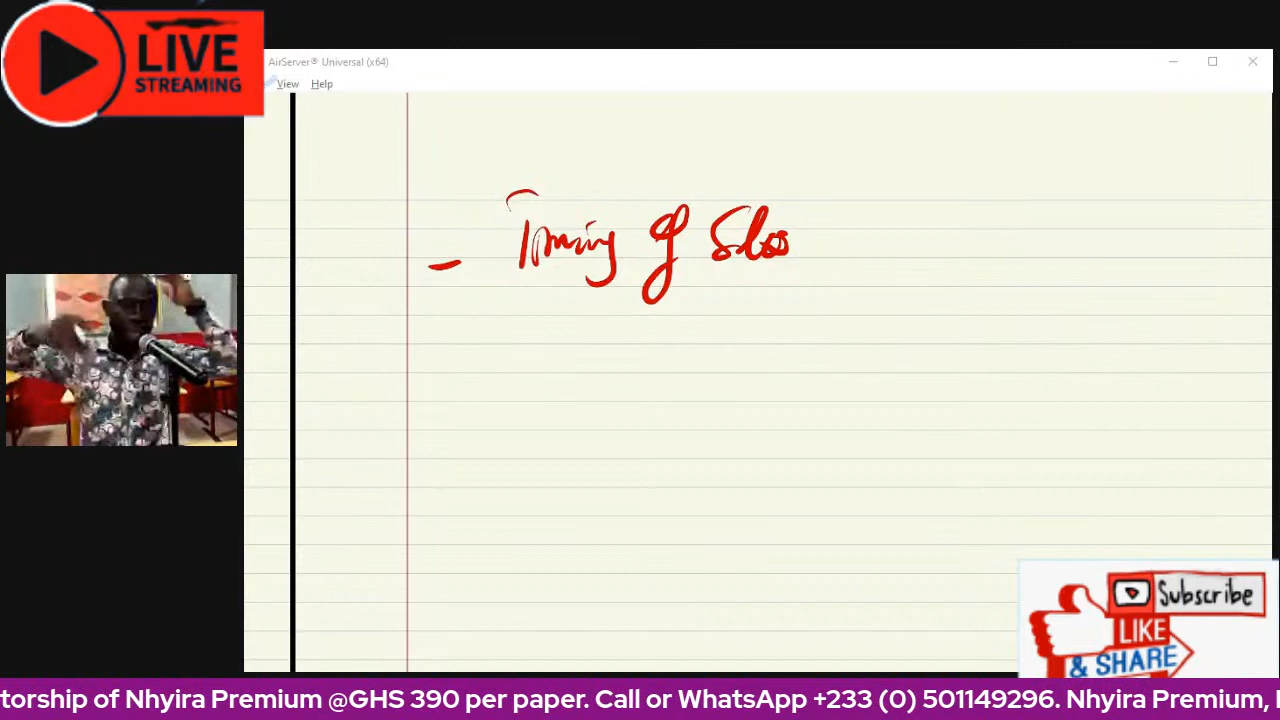 LIVE
STREAMING
AirServer® Universal (x64)
View Help
- Timing of
Subscribe
LIKE
& SHARE
torship of Nhyira Premium @GHS 390 per paper. Call or WhatsApp +233 (0) 501149296. Nhyira Premium,